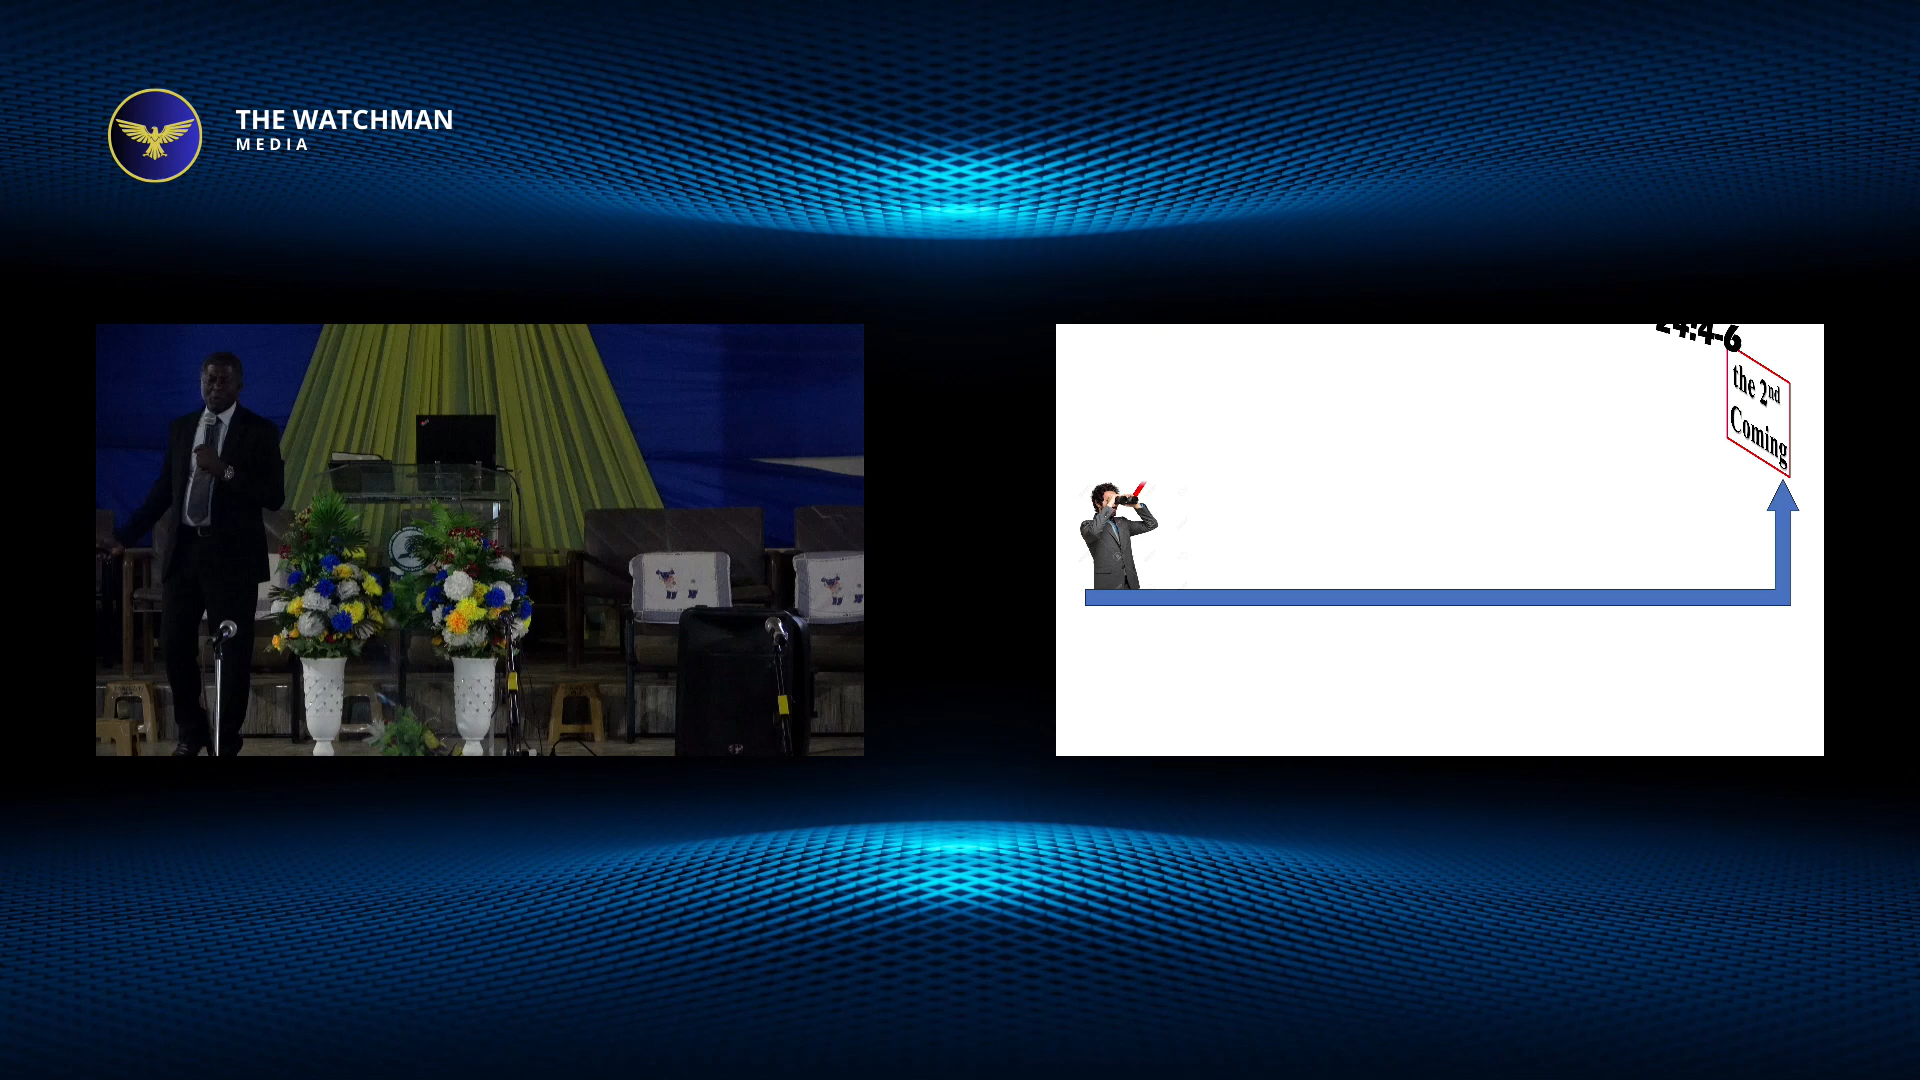 THE WATCHMAN
MEDIA
24:4-6
the 2nd
Coming